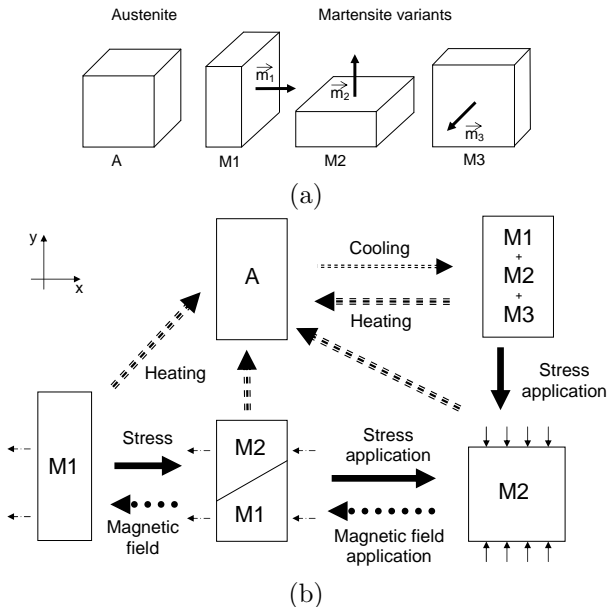 Austenite
Martensite variants
m₁
m₂
m₃
A
M1
M2
M3
(a)
y
x
A
Cooling
Heating
M1
+
M2
+
M3
Heating
Stress
application
M1
Stress
Magnetic
field
M2
M1
Stress
application
Magnetic field
application
M2
(b)